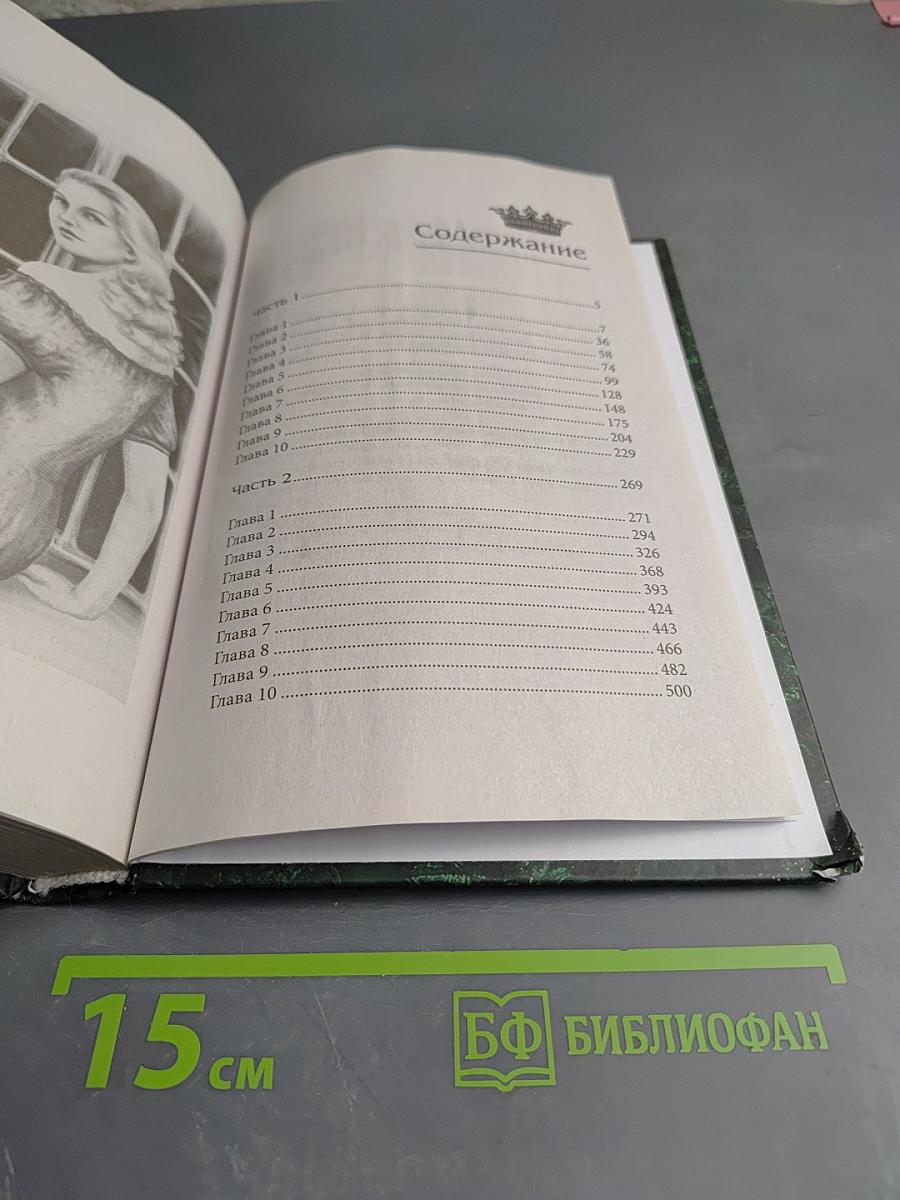 Содержание
Часть 1 5
Глава 1 7
Глава 2 36
Глава 3 58
Глава 4 74
Глава 5 99
Глава 6 128
Глава 7 148
Глава 8 175
Глава 9 204
Глава 10 229
Часть 2 269
Глава 1 271
Глава 2 294
Глава 3 326
Глава 4 368
Глава 5 393
Глава 6 424
Глава 7 443
Глава 8 466
Глава 9 482
Глава 10 500
15 см
БФ БИБЛИОФАН